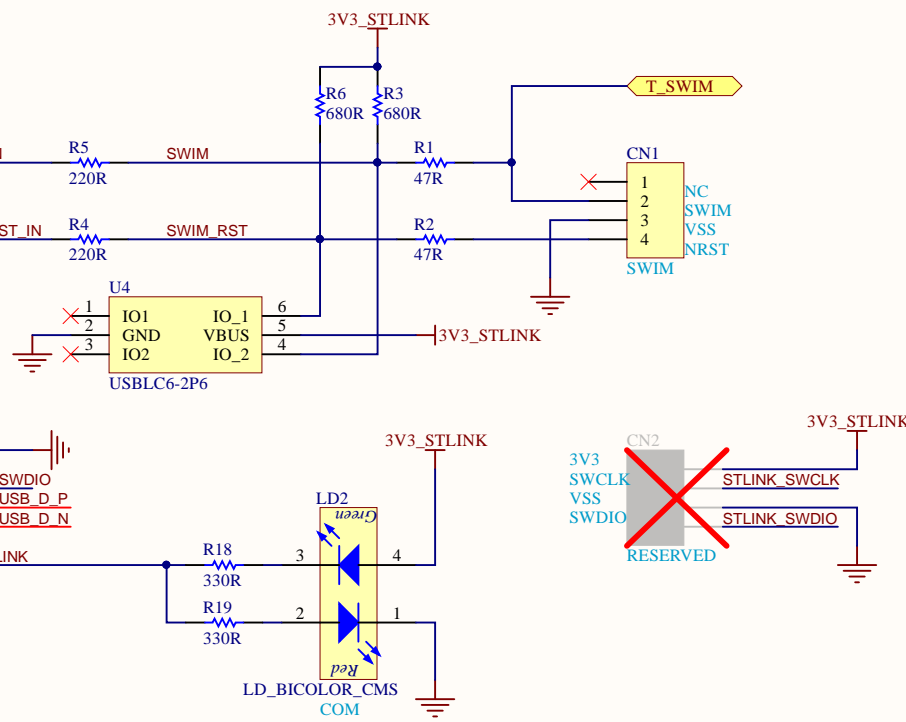 3V3_STLINK
R6
680R
R3
680R
T_SWIM
R5
220R
SWIM
R1
47R
CN1
1
2
3
4
NC
SWIM
VSS
NRST
SWIM
ST_IN
R4
220R
SWIM_RST
R2
47R
U4
1
2
3
IO1
GND
IO2
IO_1
VBUS
IO_2
6
5
4
3V3_STLINK
USBLC6-2P6
SWDIO
USB_D_P
USB_D_N
LINK
3V3_STLINK
LD2
Green
R18
330R
3
4
R19
330R
2
1
Red
LD_BICOLOR_CMS
COM
3V3_STLINK
CN2
3V3
SWCLK
VSS
SWDIO
STLINK_SWCLK
STLINK_SWDIO
RESERVED